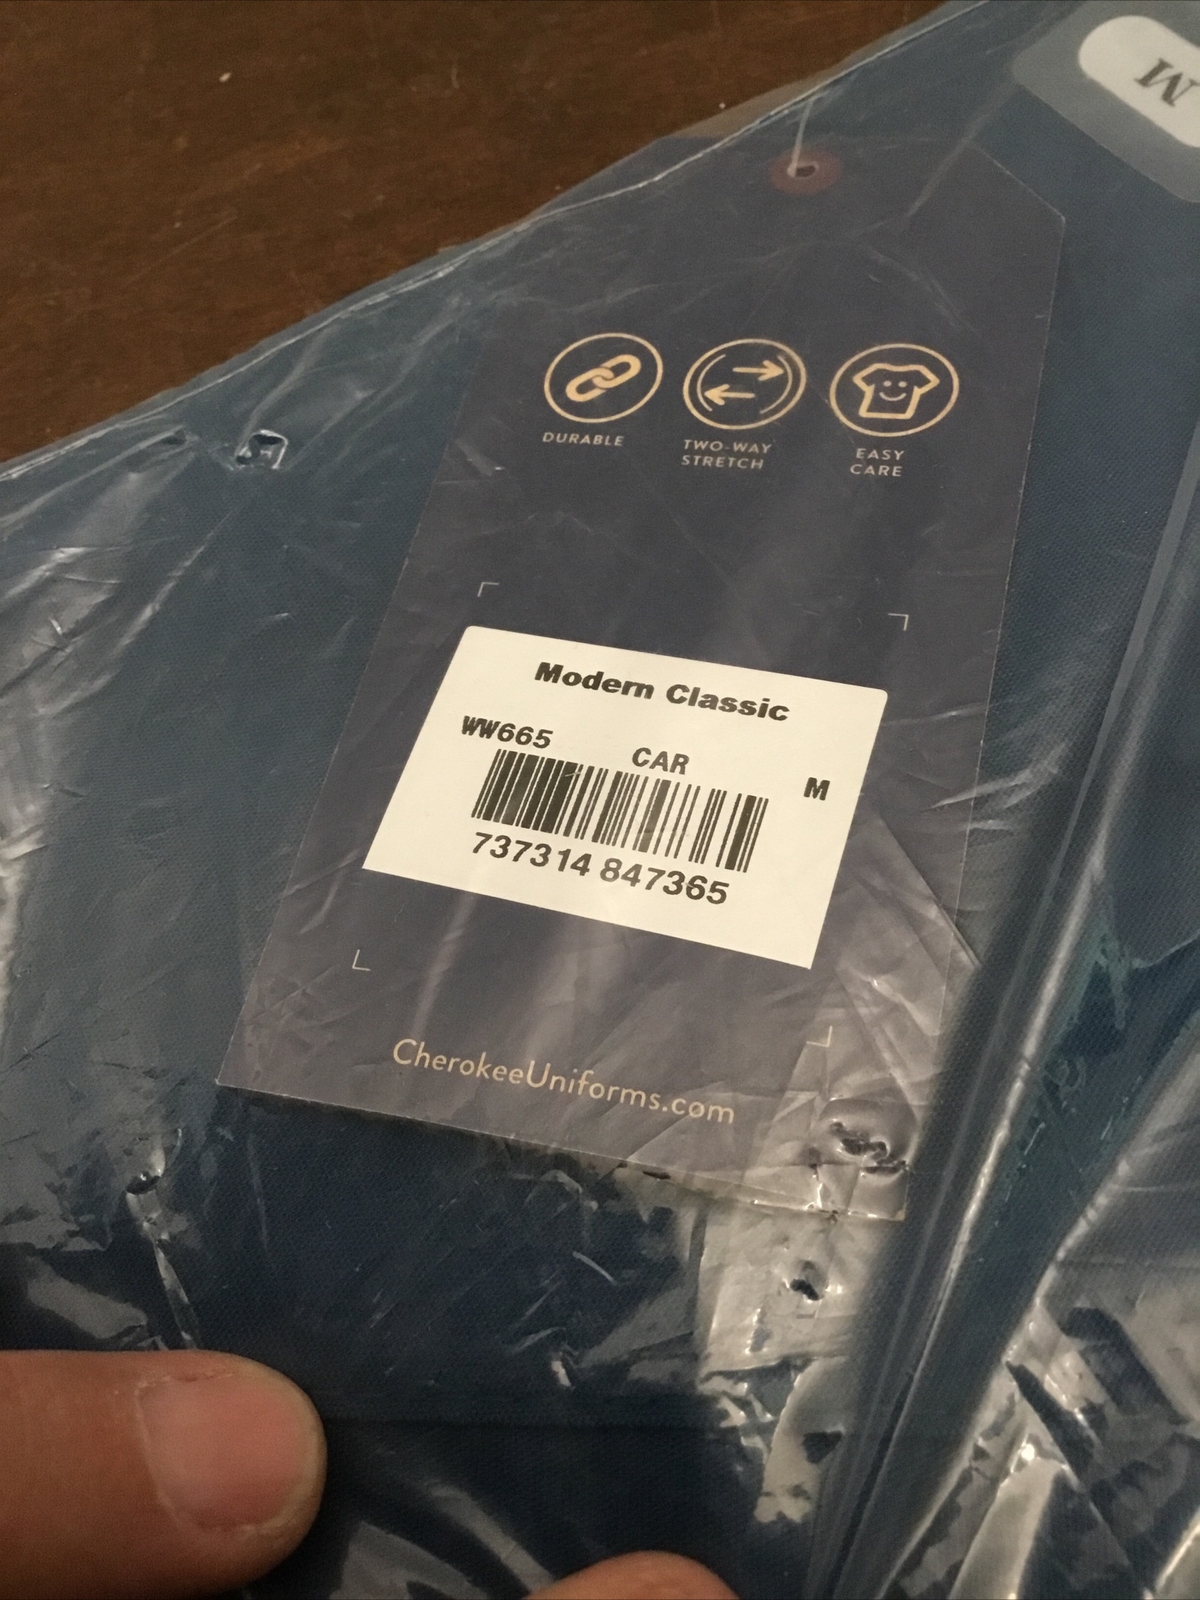 M
DURABLE
TWO-WAY
STRETCH
EASY
CARE
Modern Classic
WW665 CAR M
737314 847365
CherokeeUniforms.com